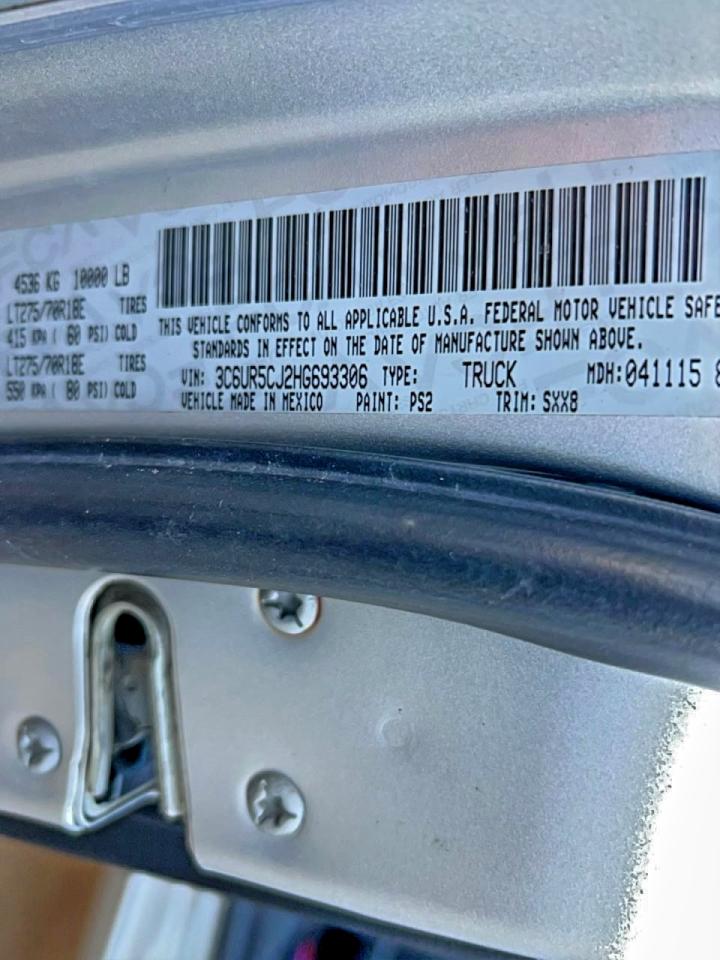 4536 KG 10000 LB
LT275/70R18E TIRES
415 KPA ( 60 PSI) COLD
LT275/70R18E TIRES
550 KPA ( 80 PSI) COLD
THIS VEHICLE CONFORMS TO ALL APPLICABLE U.S.A. FEDERAL MOTOR VEHICLE SAFE
STANDARDS IN EFFECT ON THE DATE OF MANUFACTURE SHOWN ABOVE.
VIN: 3C6UR5CJ2HG693306 TYPE: TRUCK MDH:041115 8
VEHICLE MADE IN MEXICO PAINT: PS2 TRIM: SXX8